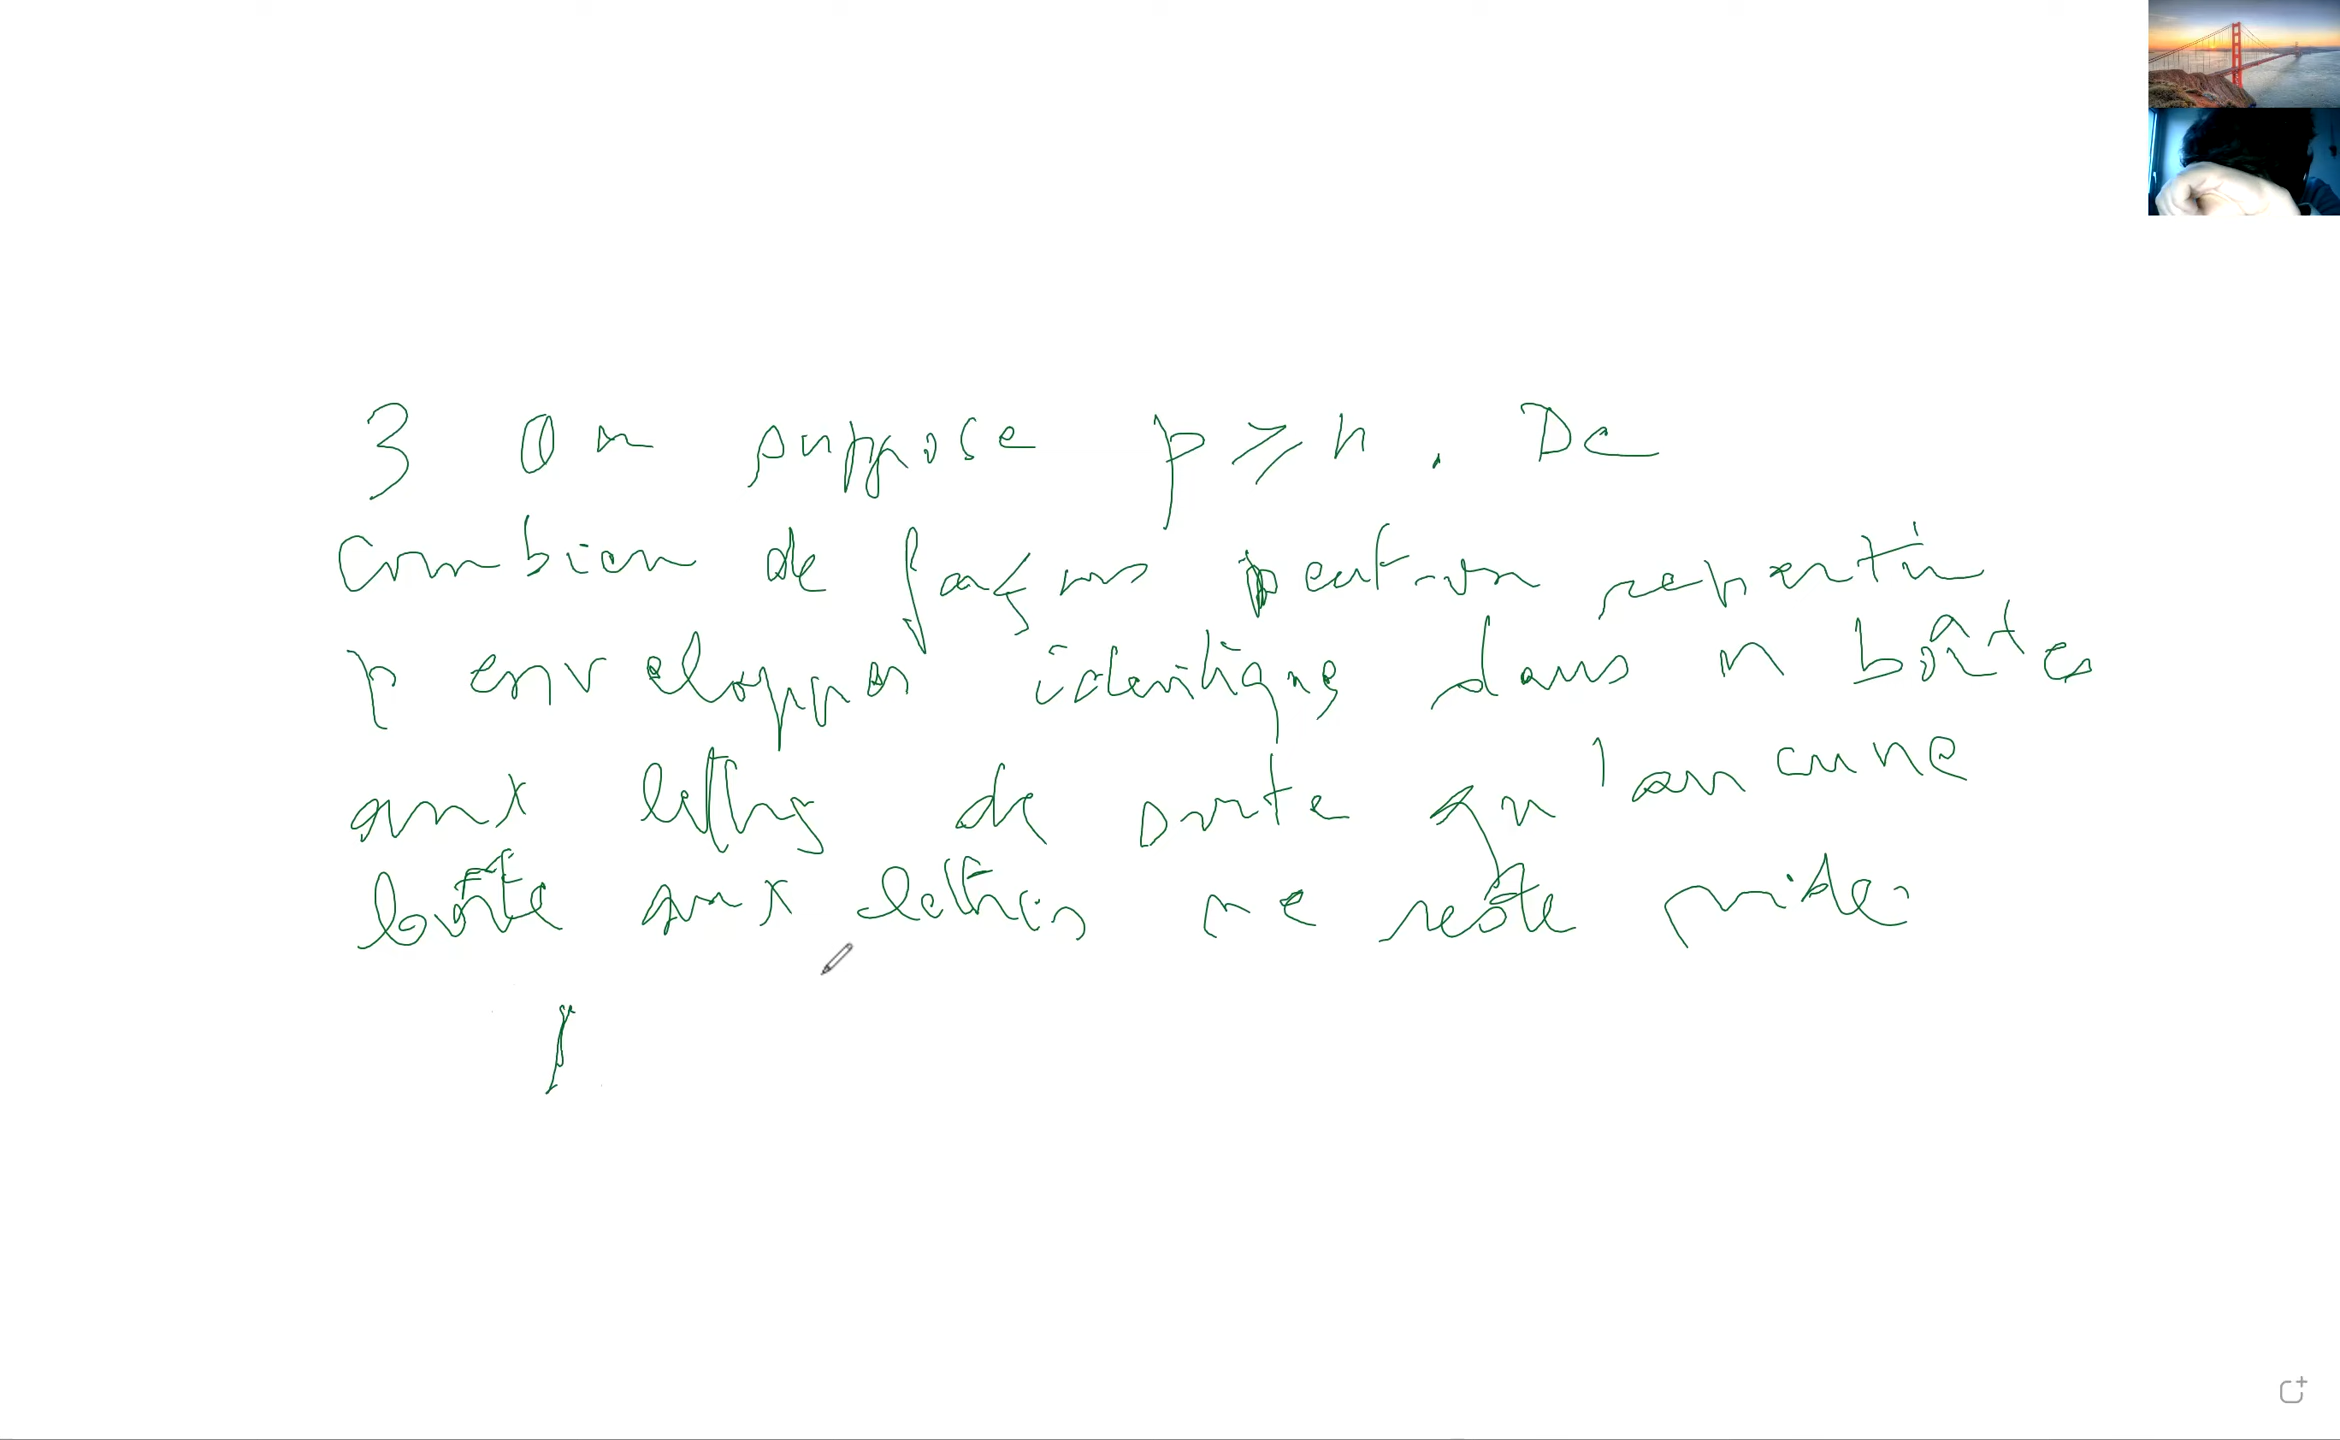 3 On suppose p ⩾ n. De
combien de façons peut-on repartir
p enveloppes identiques dans n boîtes
aux lettres de sorte qu'aucune
boîte aux lettres ne reste vide.